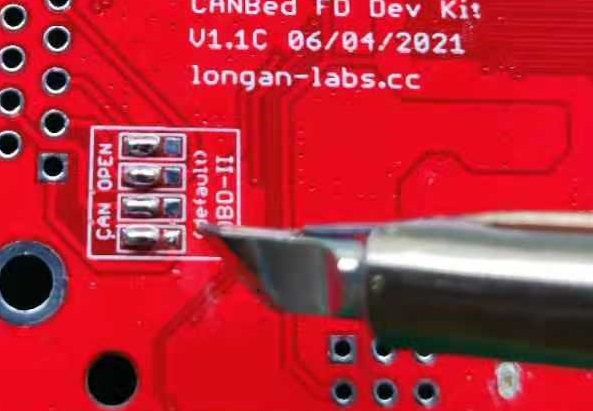 CANBed FD Dev Kit
V1.1C 06/04/2021
longan-labs.cc
CAN OPEN
(default)
OBD-II